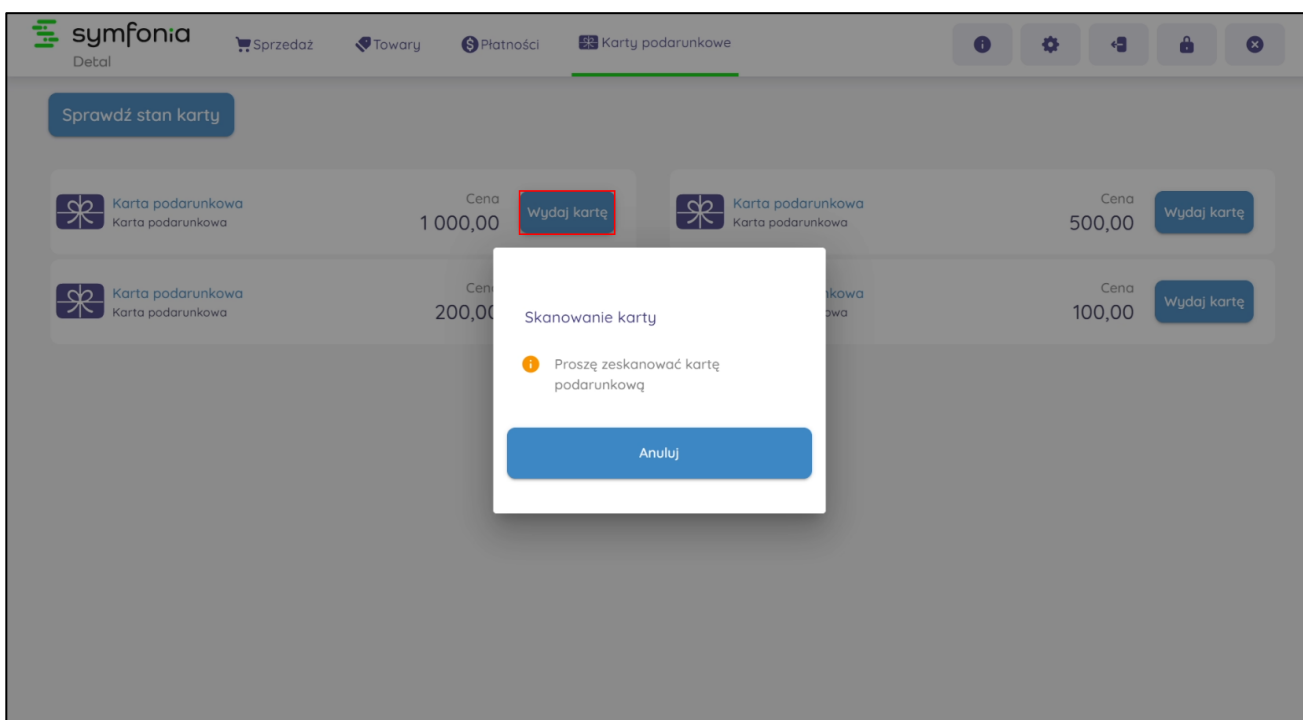 symfonia
Detal
Sprzedaż
Towary
Płatności
Karty podarunkowe
Sprawdź stan karty
Karta podarunkowa
Karta podarunkowa
Cena
1 000,00
Wydaj kartę
Karta podarunkowa
Karta podarunkowa
Cena
500,00
Wydaj kartę
Karta podarunkowa
Karta podarunkowa
Cena
200,00
Cena
100,00
Wydaj kartę
Skanowanie karty
Proszę zeskanować kartę
podarunkową
Anuluj